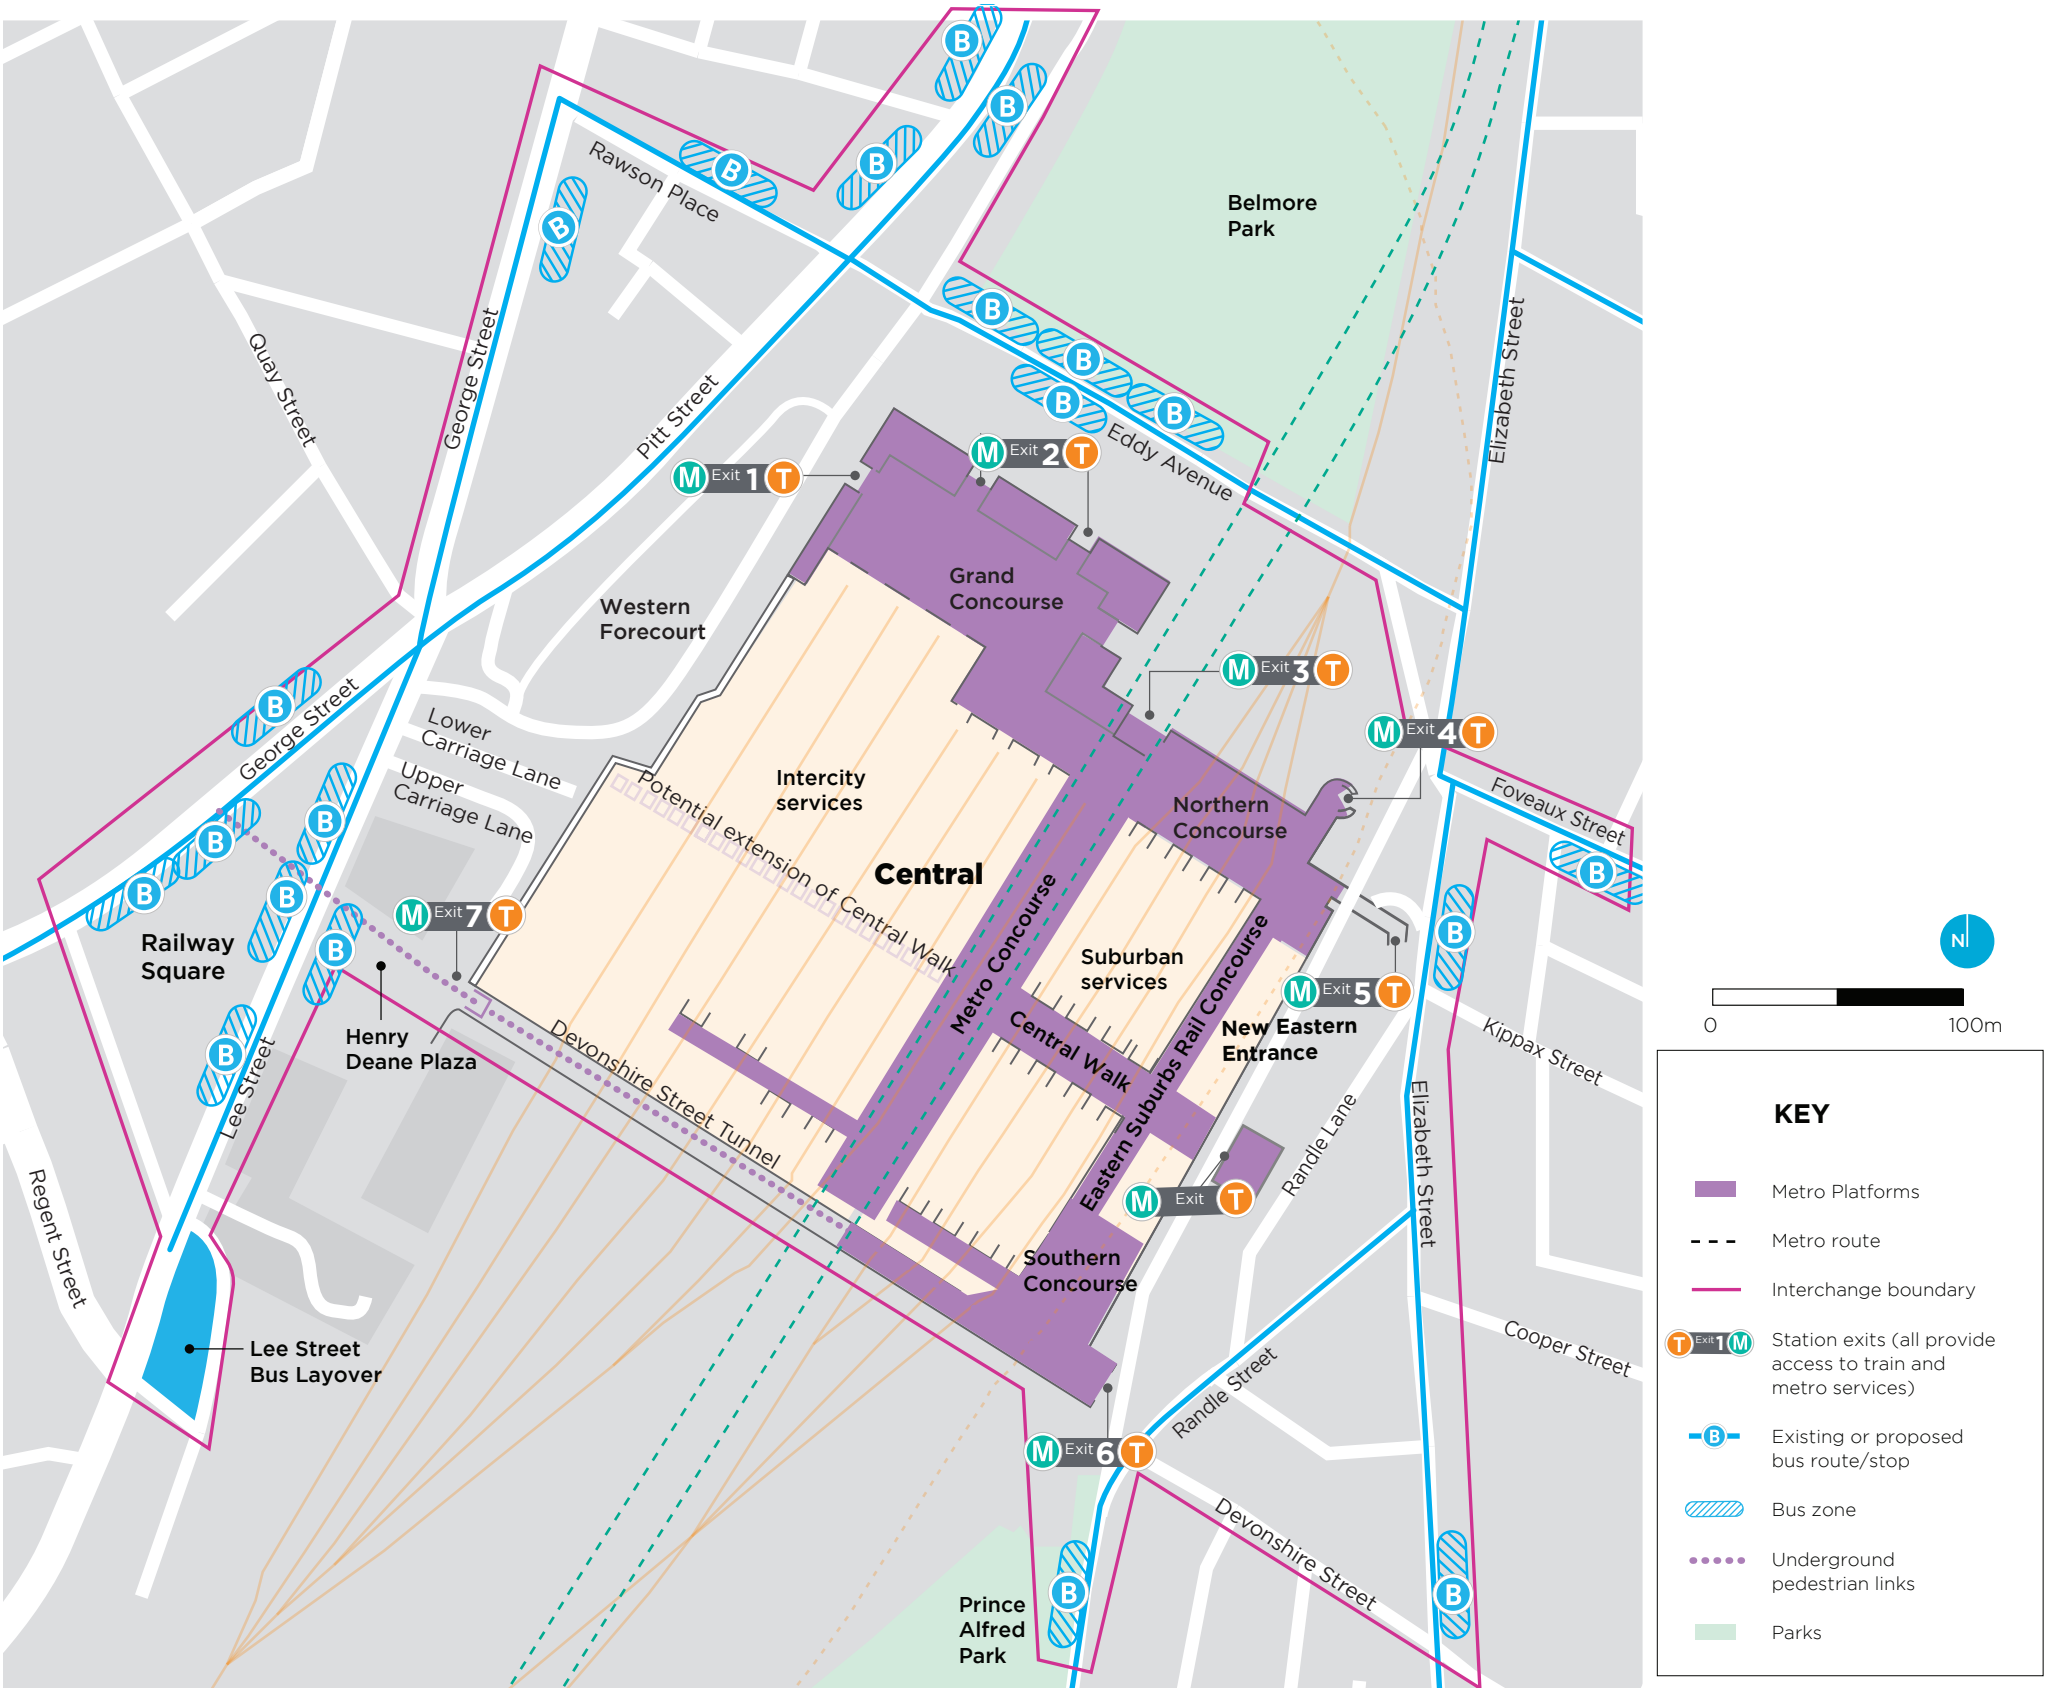 B
B
B
B
B
Rawson Place
Belmore
Park
B
B
B
B
Eddy Avenue
Elizabeth Street
George Street
Quay Street
Pitt Street
M Exit 1 T
M Exit 2 T
Grand
Concourse
Western
Forecourt
M Exit 3 T
M Exit 4 T
B
George Street
Lower
Carriage Lane
Upper
Carriage Lane
Intercity
services
Potential extension of Central Walk
Northern
Concourse
Foveaux Street
B
B
B
B
B
B
Central
Metro Concourse
M Exit 7 T
Railway
Square
Suburban
services
Eastern Suburbs Rail Concourse
B
M Exit 5 T
New Eastern
Entrance
Central Walk
Kippax Street
Henry
Deane Plaza
Devonshire Street Tunnel
B
Lee Street
Regent Street
Randle Lane
Elizabeth Street
M Exit T
Southern
Concourse
Lee Street
Bus Layover
Cooper Street
Randle Street
M Exit 6 T
Devonshire Street
Prince
Alfred
Park
B
B
N
0 100m
KEY
Metro Platforms
Metro route
Interchange boundary
T Exit 1 M
Station exits (all provide
access to train and
metro services)
B
Existing or proposed
bus route/stop
Bus zone
Underground
pedestrian links
Parks